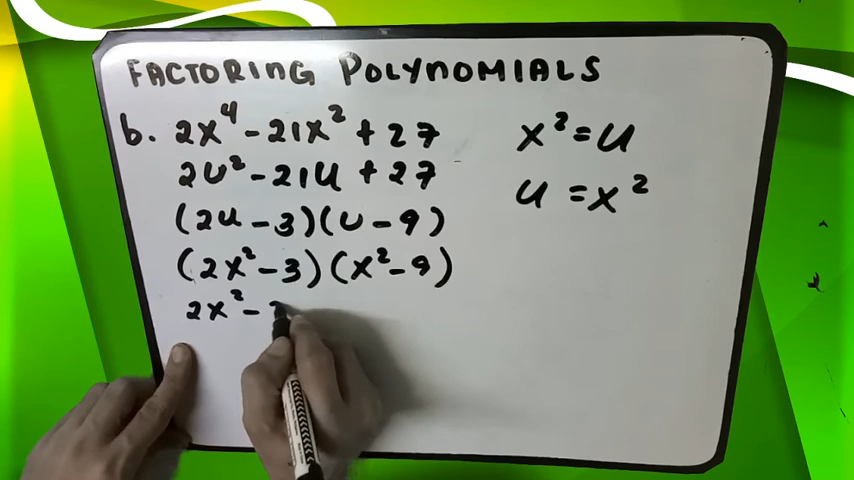 FACTORING POLYNOMIALS
b. 2x⁴ - 21x² + 27
2u² - 21u + 27
(2u - 3)(u - 9)
(2x² - 3)(x² - 9)
2x² -
x² = u
u = x²